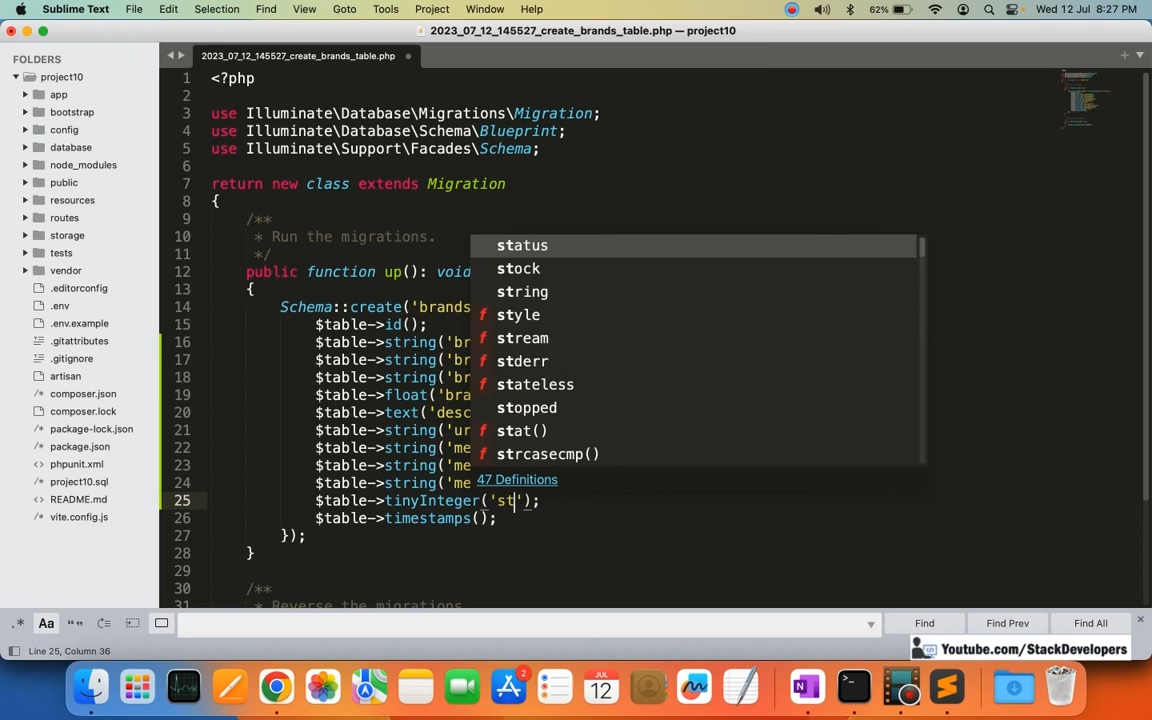 Sublime Text File Edit Selection Find View Goto Tools Project Window Help 62% Wed 12 Jul 8:27 PM
2023_07_12_145527_create_brands_table.php — project10
FOLDERS
project10
app
bootstrap
config
database
node_modules
public
resources
routes
storage
tests
vendor
.editorconfig
.env
.env.example
.gitattributes
.gitignore
artisan
/* composer.json
composer.lock
/* package-lock.json
/* package.json
<> phpunit.xml
project10.sql
<> README.md
/* vite.config.js
2023_07_12_145527_create_brands_table.php
1 <?php
2
3 use Illuminate\Database\Migrations\Migration;
4 use Illuminate\Database\Schema\Blueprint;
5 use Illuminate\Support\Facades\Schema;
6
7 return new class extends Migration
8 {
9 /**
10 * Run the migrations.
11 */
12 public function up(): void
13 {
14 Schema::create('brands
15 $table->id();
16 $table->string('br
17 $table->string('br
18 $table->string('br
19 $table->float('bra
20 $table->text('desc
21 $table->string('ur
22 $table->string('me
23 $table->string('me
24 $table->string('me
25 $table->tinyInteger('st');
26 $table->timestamps();
27 });
28 }
29
30 /**
31 * Reverse the migrations
status
stock
string
f style
f stream
f stderr
f stateless
stopped
f stat()
f strcasecmp()
47 Definitions
.* Aa “” Find Find Prev Find All
Line 25, Column 36
Youtube.com/StackDevelopers
2
JUL
12